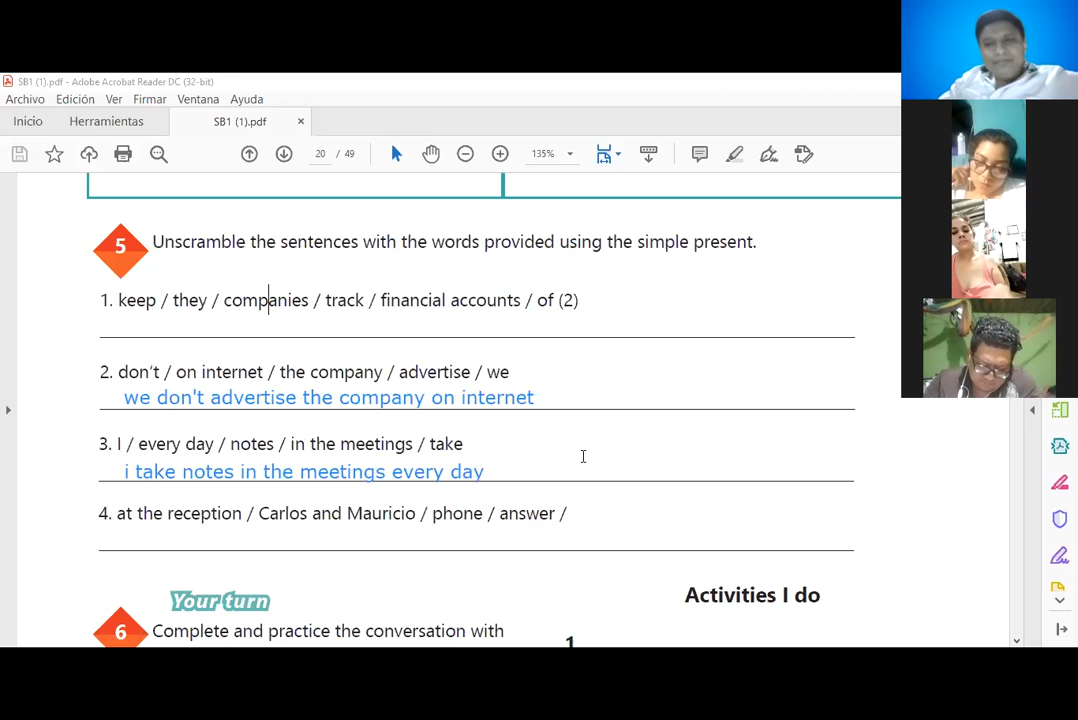 SB1 (1).pdf - Adobe Acrobat Reader DC (32-bit)
Archivo Edición Ver Firmar Ventana Ayuda
Inicio Herramientas SB1 (1).pdf ×
20 / 49 135%
5 Unscramble the sentences with the words provided using the simple present.
1. keep / they / companies / track / financial accounts / of (2)
2. don't / on internet / the company / advertise / we
we don't advertise the company on internet
3. I / every day / notes / in the meetings / take
i take notes in the meetings every day
4. at the reception / Carlos and Mauricio / phone / answer /
Your turn
Activities I do
6 Complete and practice the conversation with
1